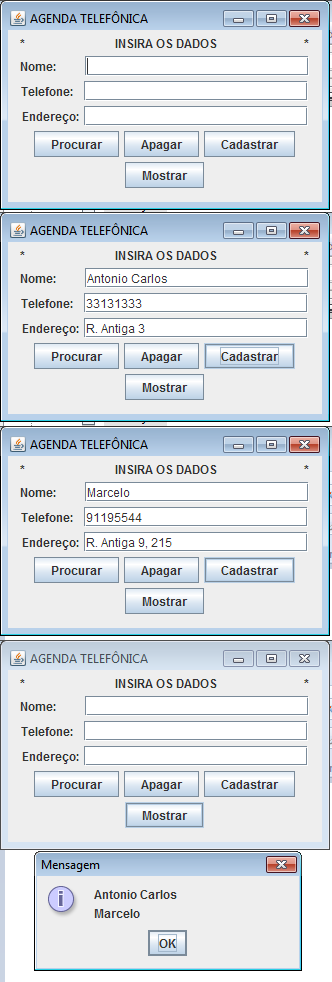 AGENDA TELEFÔNICA
* INSIRA OS DADOS *
Nome:
Telefone:
Endereço:
Procurar Apagar Cadastrar
Mostrar
AGENDA TELEFÔNICA
* INSIRA OS DADOS *
Nome: Antonio Carlos
Telefone: 33131333
Endereço: R. Antiga 3
Procurar Apagar Cadastrar
Mostrar
AGENDA TELEFÔNICA
* INSIRA OS DADOS *
Nome: Marcelo
Telefone: 91195544
Endereço: R. Antiga 9, 215
Procurar Apagar Cadastrar
Mostrar
AGENDA TELEFÔNICA
* INSIRA OS DADOS *
Nome:
Telefone:
Endereço:
Procurar Apagar Cadastrar
Mostrar
Mensagem
Antonio Carlos
Marcelo
OK